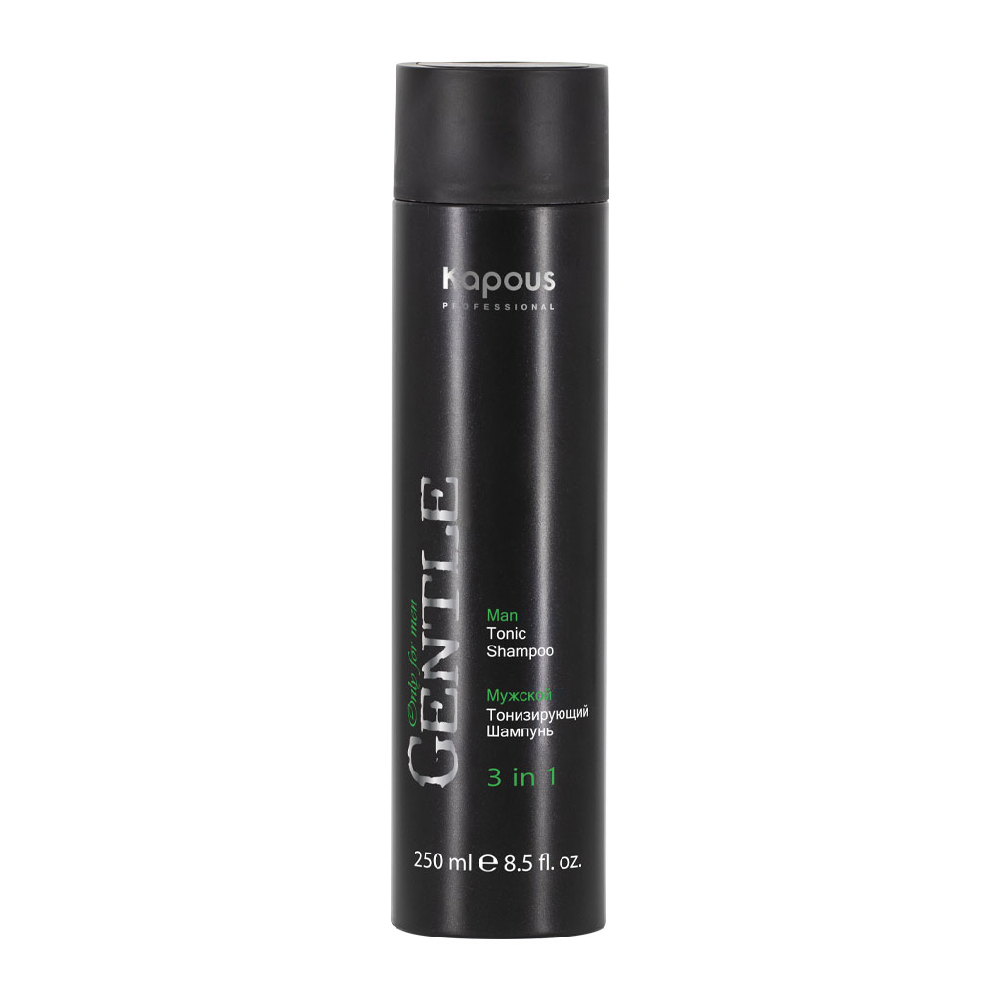 Kapous
PROFESSIONAL
Only for men
GENTLE
Man
Tonic
Shampoo
Мужской
Тонизирующий
Шампунь
3 in 1
250 ml ℮ 8.5 fl. oz.